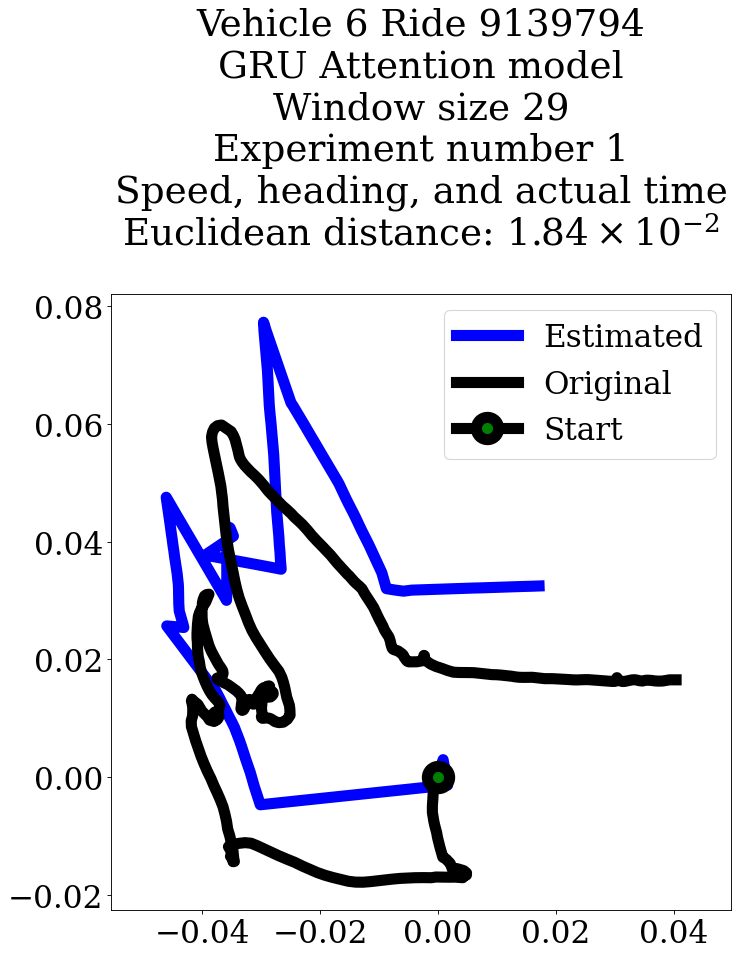 Vehicle 6 Ride 9139794
GRU Attention model
Window size 29
Experiment number 1
Speed, heading, and actual time
Euclidean distance: 1.84 × 10⁻²
0.08
0.06
0.04
0.02
0.00
−0.02
Estimated
Original
Start
−0.04
−0.02
0.00
0.02
0.04